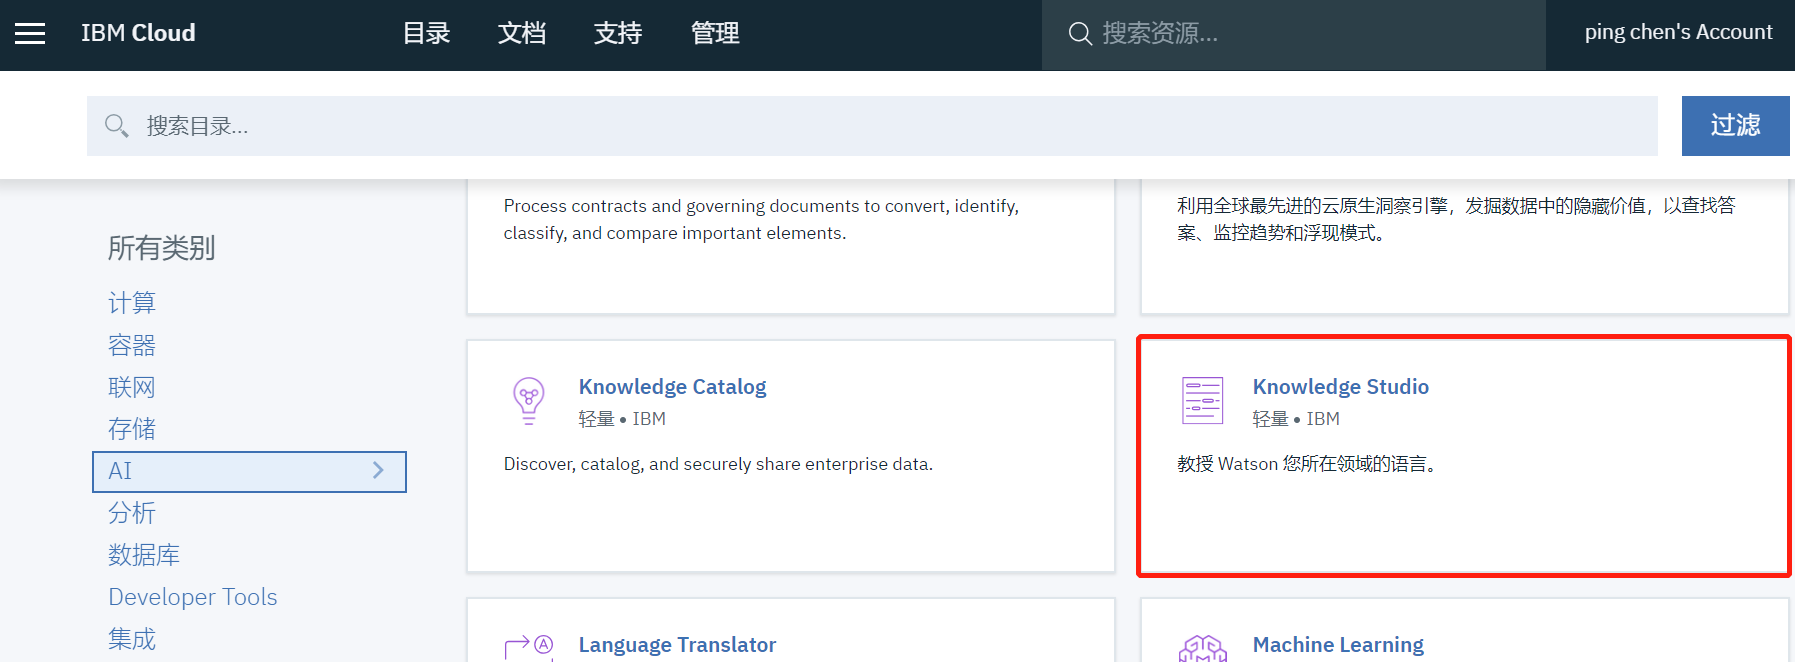 IBM Cloud
目录
文档
支持
管理
搜索资源...
ping chen's Account
搜索目录...
过滤
所有类别
计算
容器
联网
存储
AI
分析
数据库
Developer Tools
集成
Process contracts and governing documents to convert, identify,
classify, and compare important elements.
利用全球最先进的云原生洞察引擎，发掘数据中的隐藏价值，以查找答
案、监控趋势和浮现模式。
Knowledge Catalog
轻量 • IBM
Discover, catalog, and securely share enterprise data.
Knowledge Studio
轻量 • IBM
教授 Watson 您所在领域的语言。
Language Translator
Machine Learning